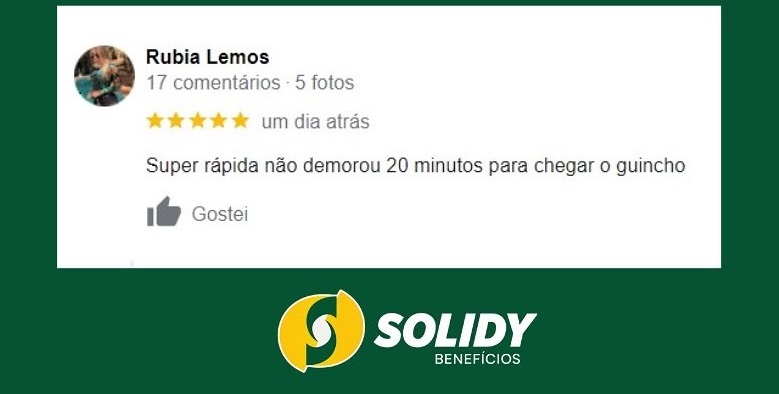 Rubia Lemos
17 comentários · 5 fotos
um dia atrás
Super rápida não demorou 20 minutos para chegar o guincho
Gostei
SOLIDY
BENEFÍCIOS